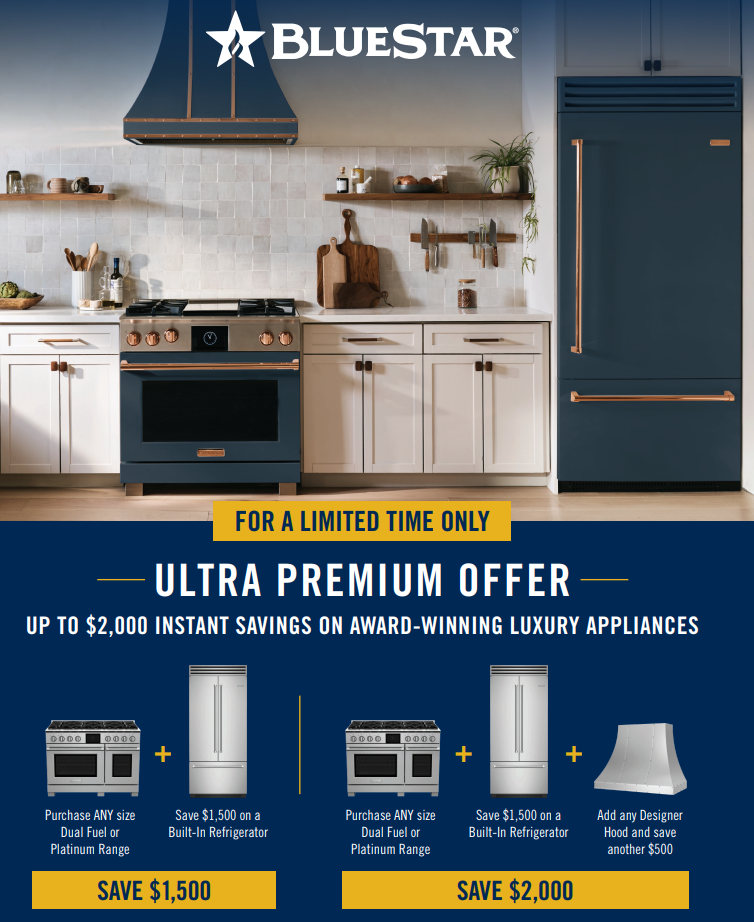 BLUESTAR®
FOR A LIMITED TIME ONLY
ULTRA PREMIUM OFFER
UP TO $2,000 INSTANT SAVINGS ON AWARD-WINNING LUXURY APPLIANCES
Purchase ANY size
Dual Fuel or
Platinum Range
+
Save $1,500 on a
Built-In Refrigerator
SAVE $1,500
Purchase ANY size
Dual Fuel or
Platinum Range
+
Save $1,500 on a
Built-In Refrigerator
+
Add any Designer
Hood and save
another $500
SAVE $2,000